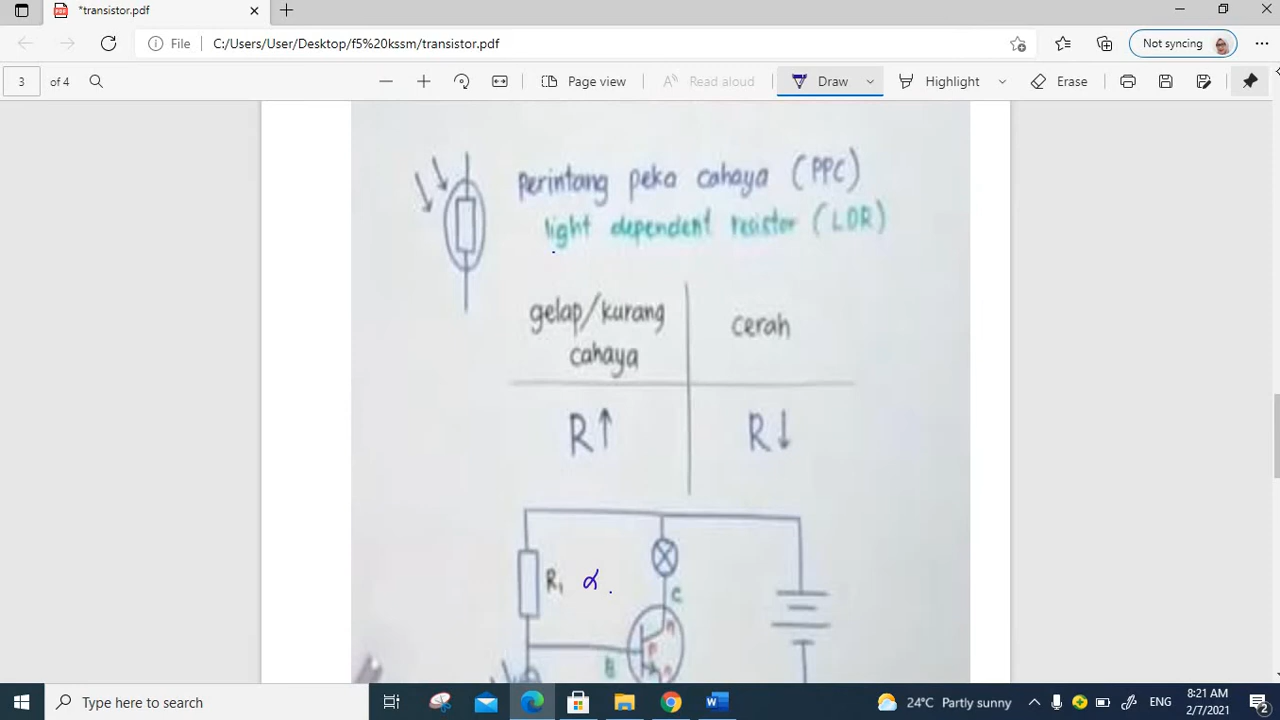 *transistor.pdf
File
C:/Users/User/Desktop/f5%20kssm/transistor.pdf
Not syncing
3 of 4
Page view
Read aloud
Draw
Highlight
Erase
Perintang peka cahaya (PPC)
light dependent resistor (LDR)
gelap/kurang
cahaya
cerah
R↑
R↓
R₁ α
C
n
P
n
B
Type here to search
24°C Partly sunny
ENG
8:21 AM
2/7/2021
2